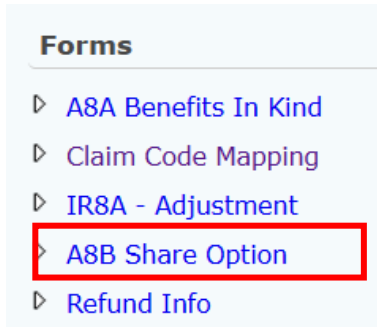 Forms
A8A Benefits In Kind
Claim Code Mapping
IR8A - Adjustment
A8B Share Option
Refund Info